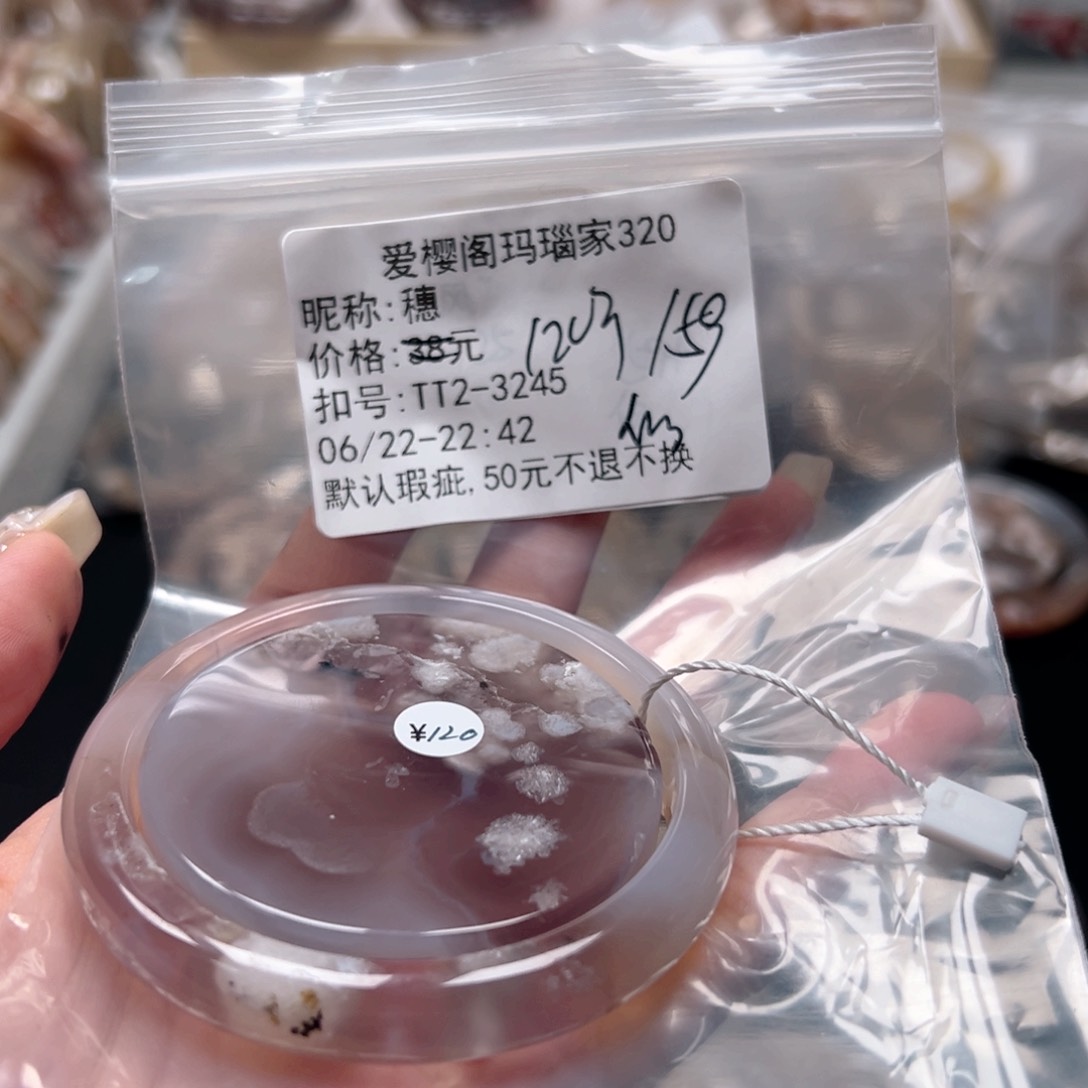 爱樱阁玛瑙家320
昵称:穗
价格:38元 120 159
扣号:TT2-3245
06/22-22:42
默认瑕疵,50元不退不换
¥120